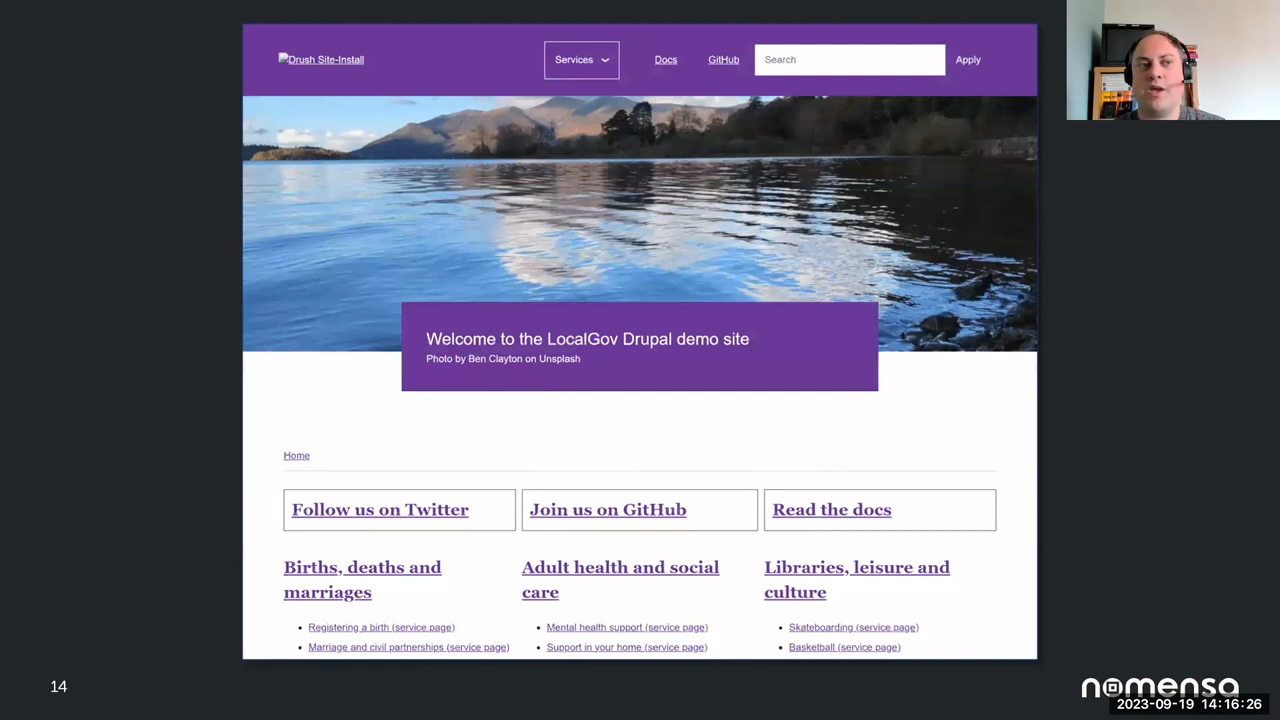 Drush Site-Install
Services
Docs
GitHub
Search
Apply
Welcome to the LocalGov Drupal demo site
Photo by Ben Clayton on Unsplash
Home
Follow us on Twitter
Join us on GitHub
Read the docs
Births, deaths and
marriages
Registering a birth (service page)
Marriage and civil partnerships (service page)
Adult health and social
care
Mental health support (service page)
Support in your home (service page)
Libraries, leisure and
culture
Skateboarding (service page)
Basketball (service page)
14
nomensa
2023-09-19 14:16:26